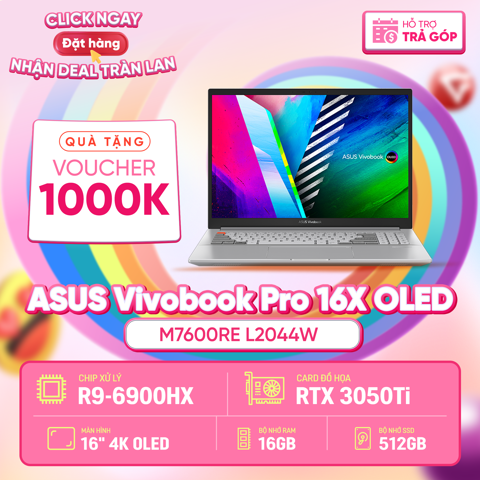 CLICK NGAY
Đặt hàng
NHẬN DEAL TRÀN LAN
HỖ TRỢ
TRẢ GÓP
QUÀ TẶNG
VOUCHER
1000K
ASUS Vivobook
ASUS Vivobook Pro 16X OLED
M7600RE L2044W
CHIP XỬ LÝ
R9-6900HX
CARD ĐỒ HỌA
RTX 3050Ti
MÀN HÌNH
16" 4K OLED
BỘ NHỚ RAM
16GB
BỘ NHỚ SSD
512GB